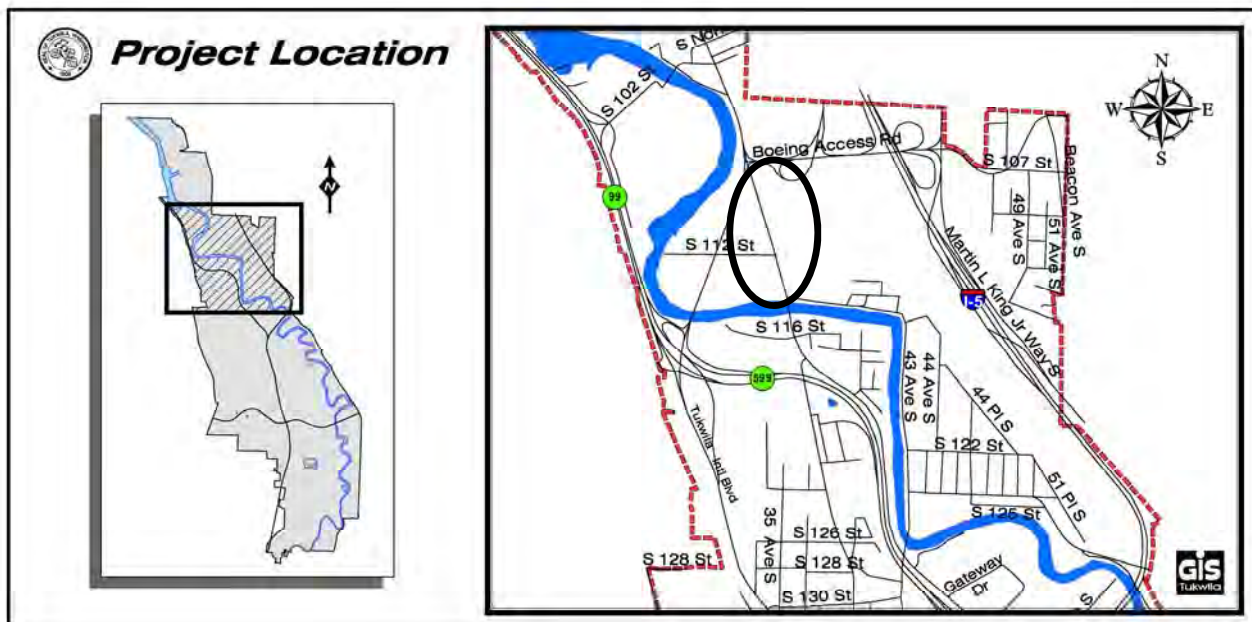 Project Location
N
S 102 St
N
W
E
S
Boeing Access Rd
S 107 St
Beacon Ave S
99
49 Ave S
51 Ave S
S 112 St
Martin L King Jr Way S
I-5
S 116 St
599
43 Ave S
44 Ave S
44 Pl S
Tukwila Intl Blvd
S 122 St
51 Pl S
S 125 St
35 Ave S
S 126 St
S 128 St
S 128 St
Gateway
Dr
S 130 St
S
GIS
Tukwila